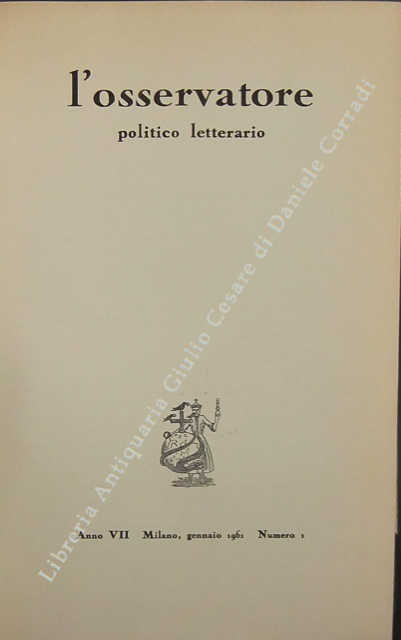 l'osservatore
politico letterario
Anno VII Milano, gennaio 1961 Numero 1
Libreria Antiquaria Giulio Cesare di Daniele Corradi